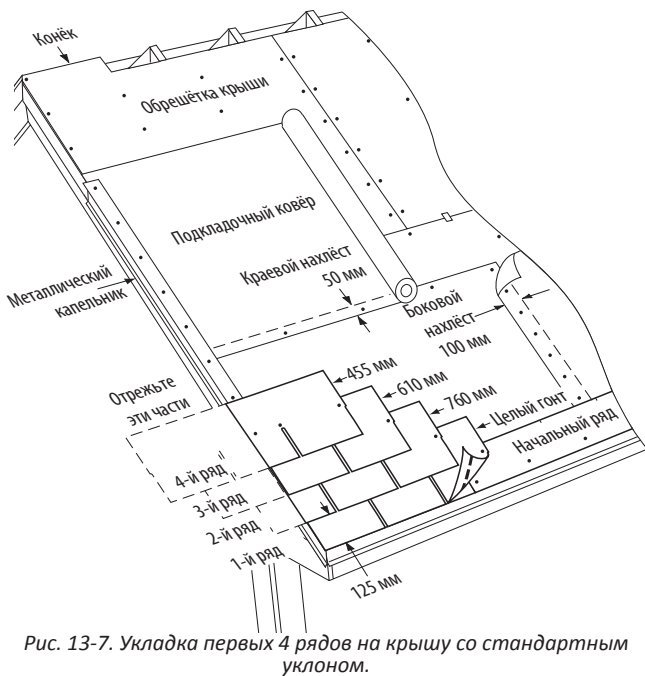 Конёк
Обрешётка крыши
Подкладочный ковёр
Краевой нахлёст
50 мм
Металлический
капельник
Боковой
нахлёст
100 мм
Отрежьте
эти части
455 мм
610 мм
760 мм
Целый гонт
Начальный ряд
4-й ряд
3-й ряд
2-й ряд
1-й ряд
125 мм
Рис. 13-7. Укладка первых 4 рядов на крышу со стандартным
уклоном.